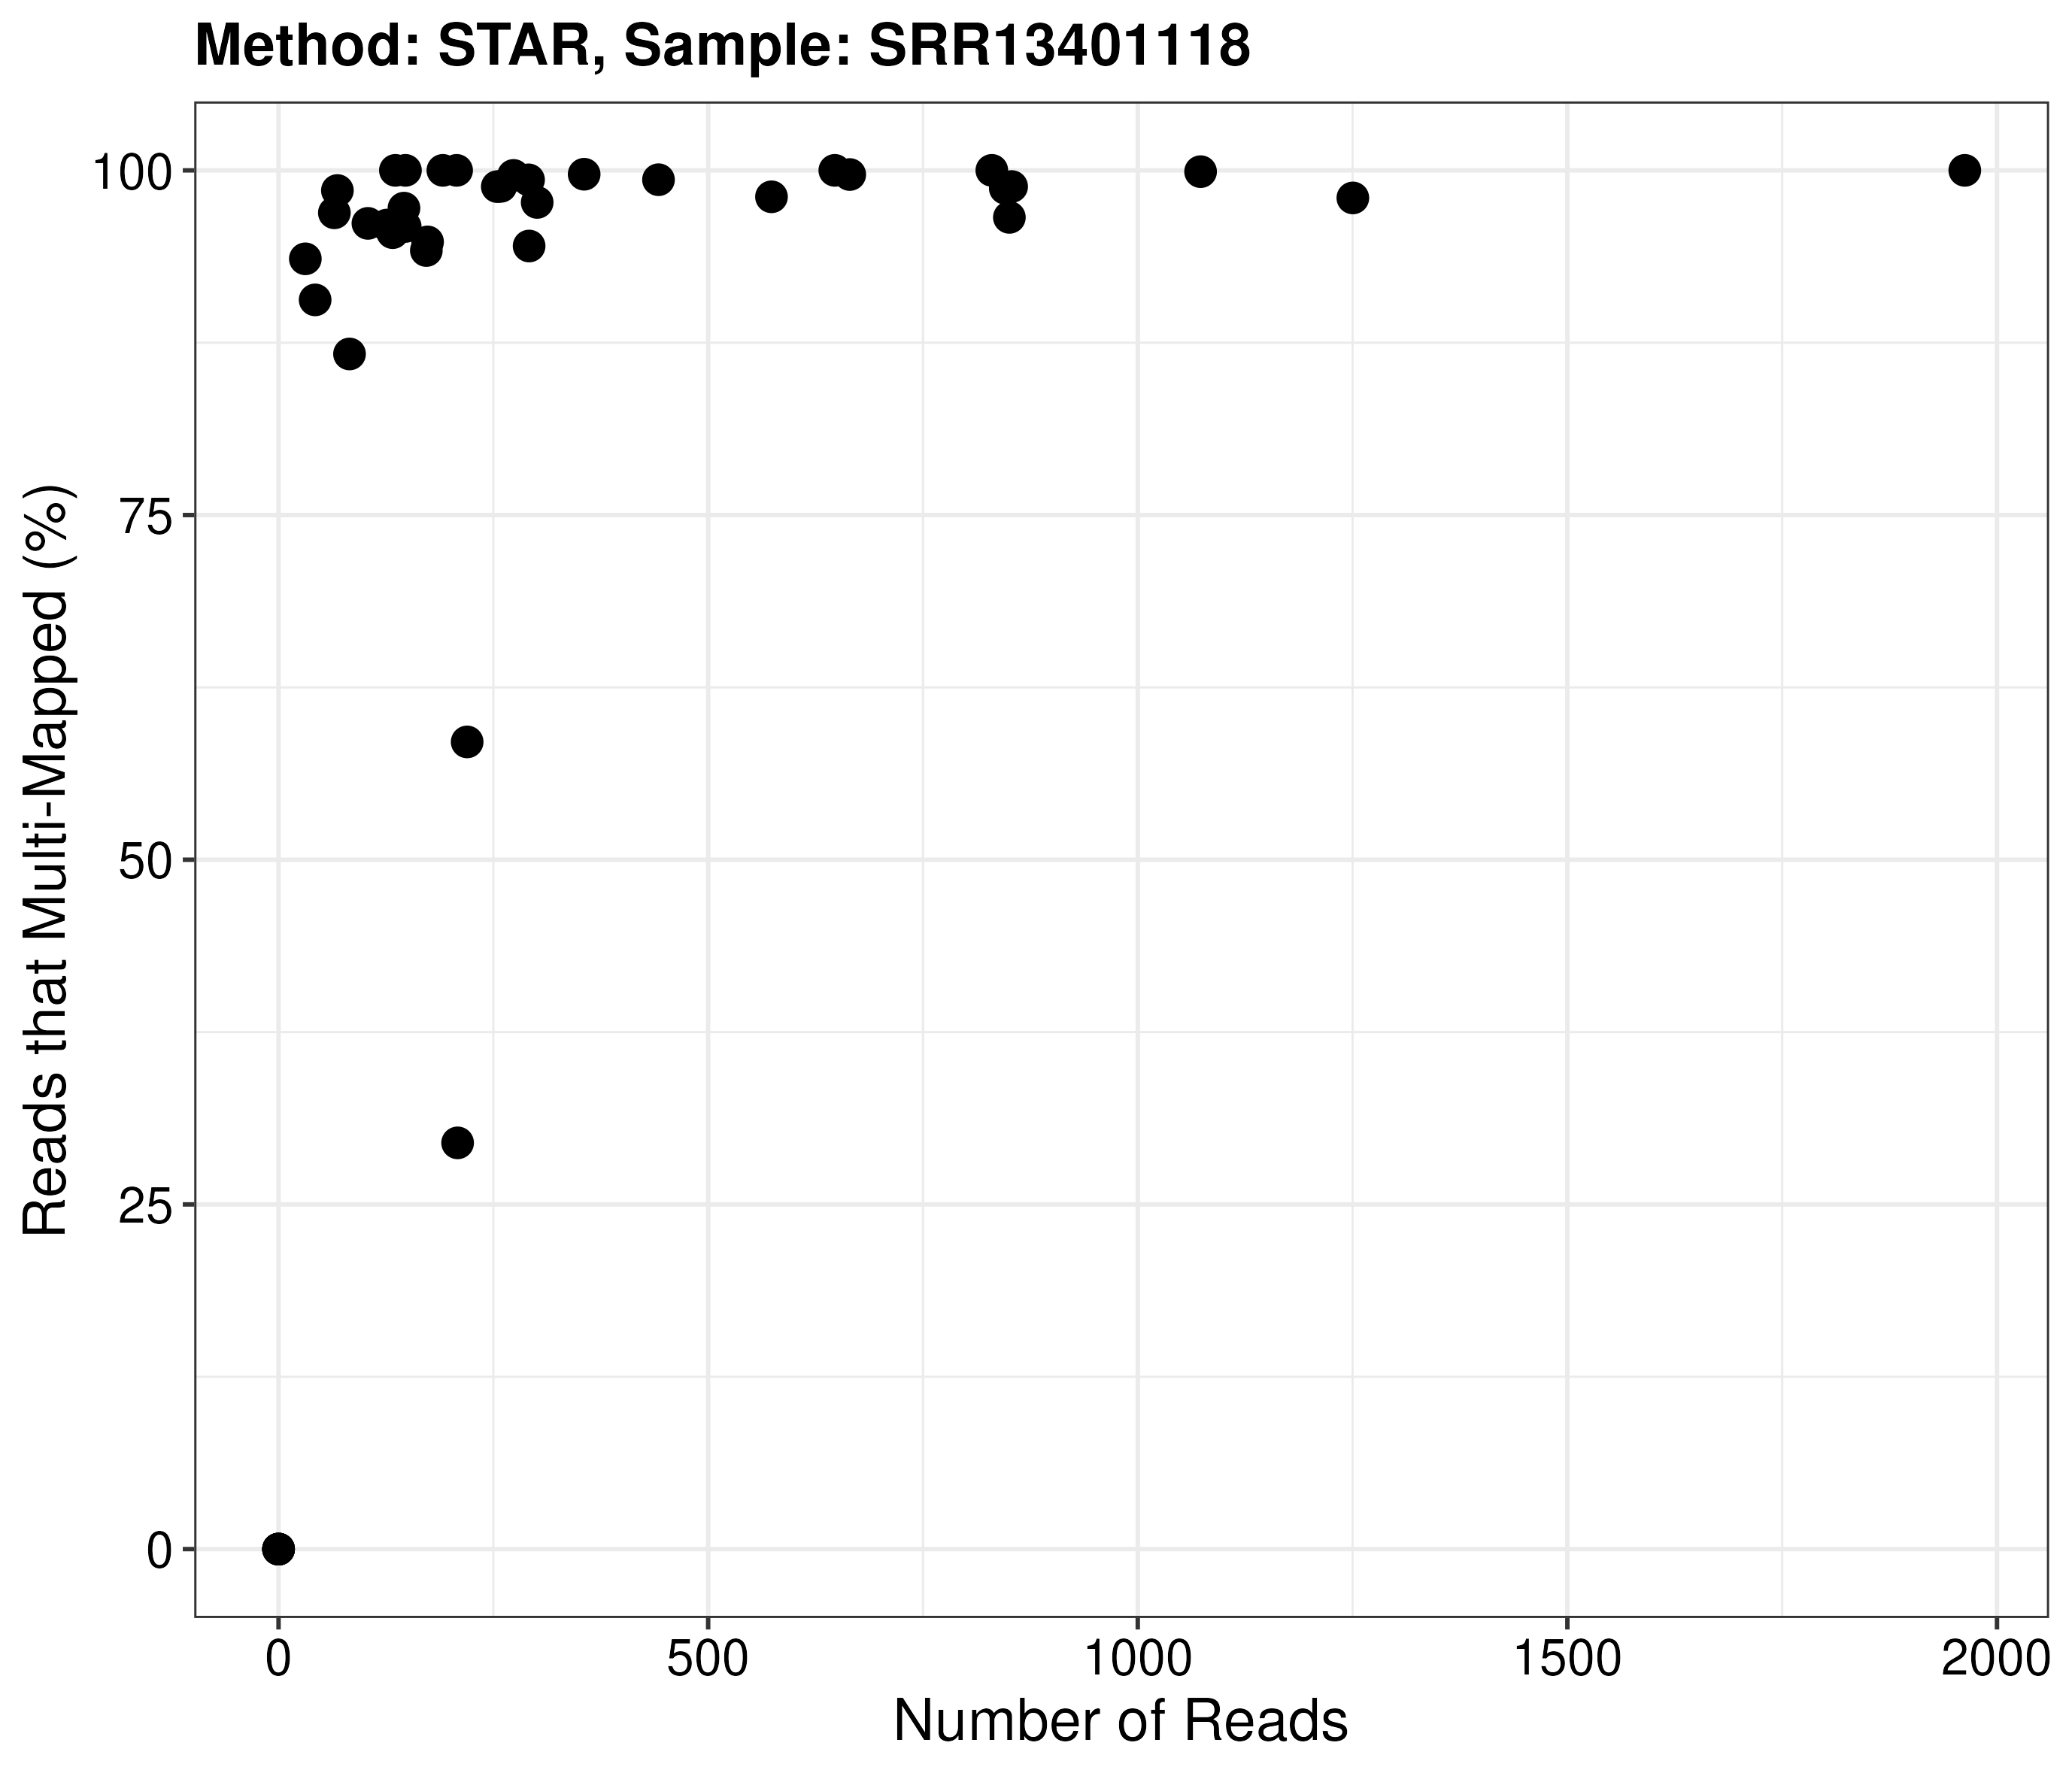 Method: STAR, Sample: SRR13401118
Reads that Multi-Mapped (%)
100
75
50
25
0
0 500 1000 1500 2000
Number of Reads